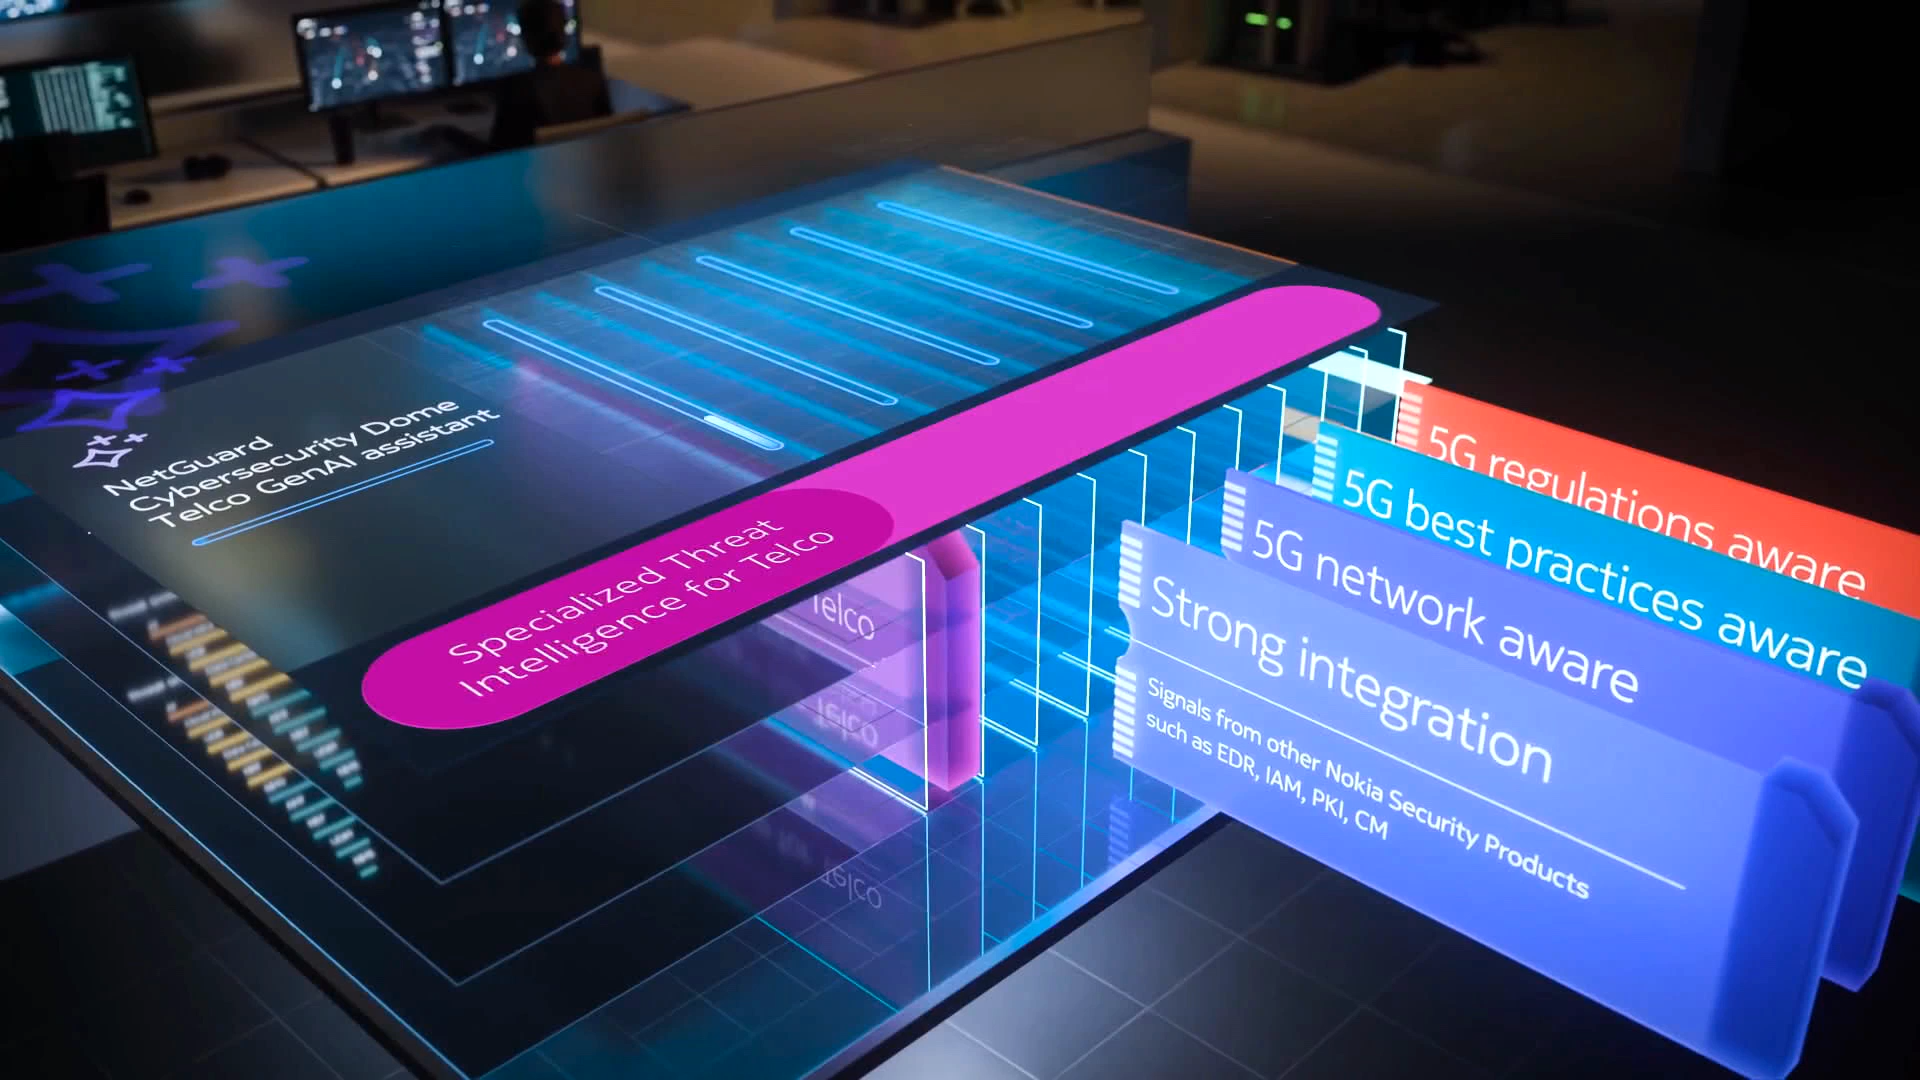 NetGuard
Cybersecurity Dome
Telco GenAI assistant
Specialized Threat
Intelligence for Telco
Telco
5G regulations aware
5G best practices aware
5G network aware
Strong integration
Signals from other Nokia Security Products
such as EDR, IAM, PKI, CM